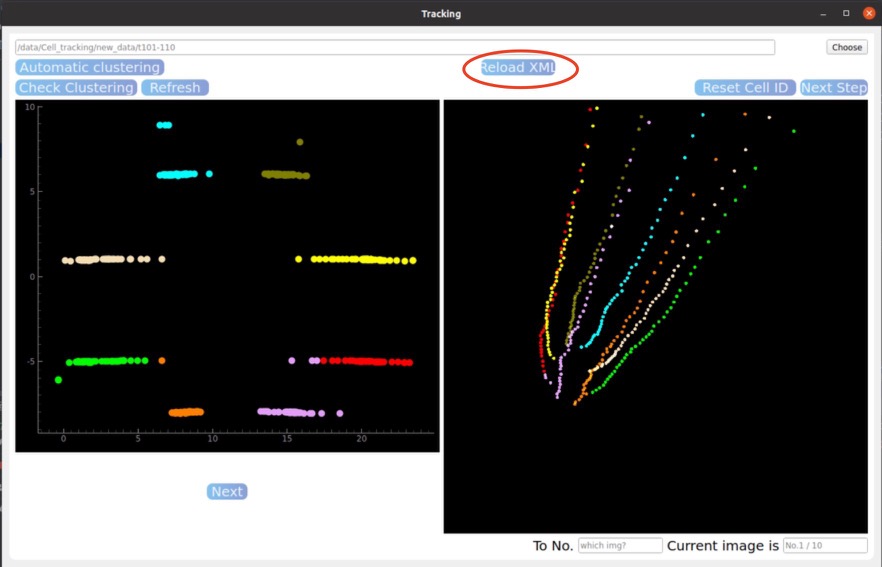 Tracking
/data/Cell_tracking/new_data/t101-110
Choose
Automatic clustering
Reload XML
Check Clustering
Refresh
Reset Cell ID
Next Step
10
5
0
-5
0
5
10
15
20
Next
To No.
which img?
Current image is
No.1 / 10